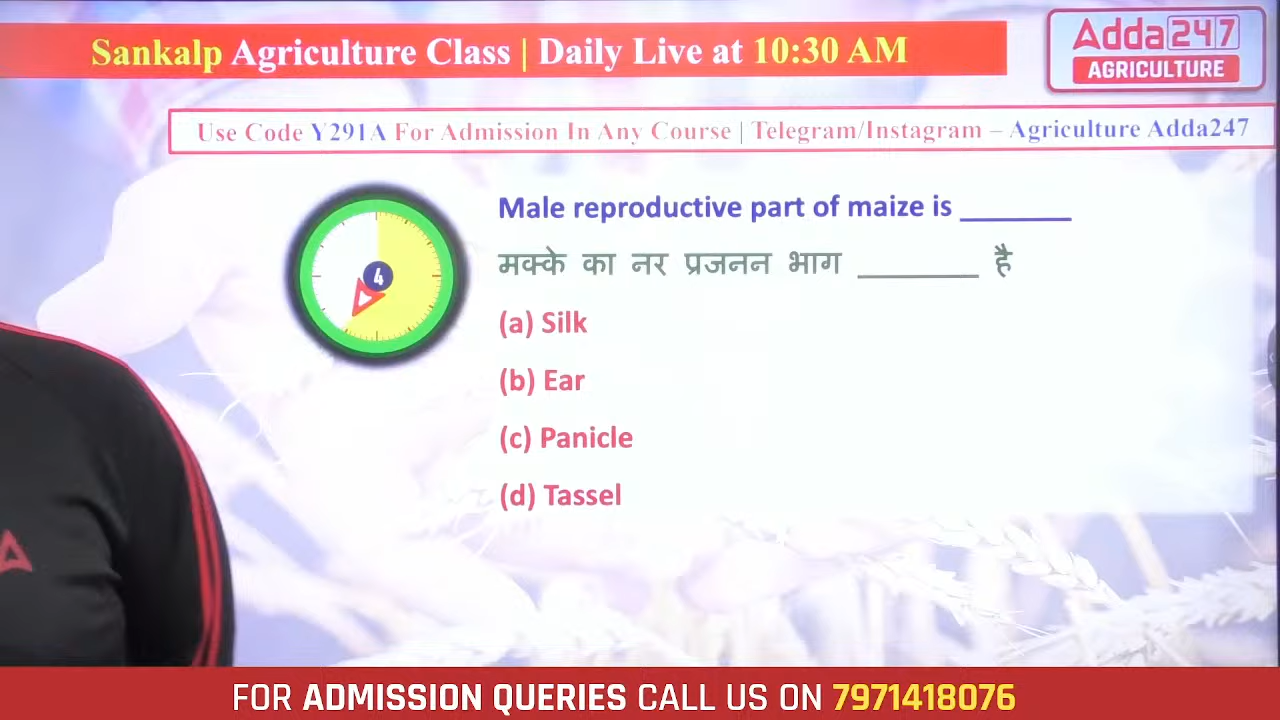 Sankalp Agriculture Class | Daily Live at 10:30 AM
Adda247
AGRICULTURE
Use Code Y291A For Admission In Any Course | Telegram/Instagram – Agriculture Adda247
4
Male reproductive part of maize is ________
मक्के का नर प्रजनन भाग _________ है
(a) Silk
(b) Ear
(c) Panicle
(d) Tassel
FOR ADMISSION QUERIES CALL US ON 7971418076